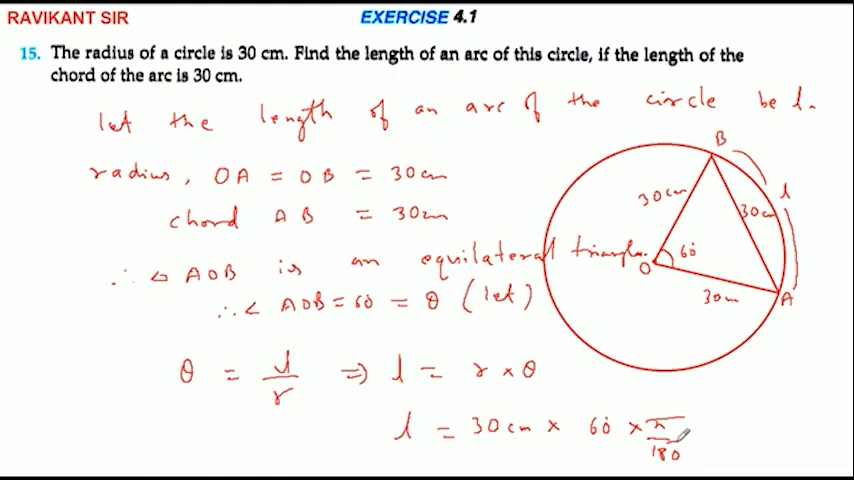 RAVIKANT SIR
EXERCISE 4.1
15. The radius of a circle is 30 cm. Find the length of an arc of this circle, if the length of the
chord of the arc is 30 cm.
let the length of an arc of the circle be l.
radius, OA = OB = 30cm
chord AB = 30cm
∴ △ AOB is an equilateral triangle.
∴ ∠ AOB = 60° = θ (let)
θ = l/r ⇒ l = r × θ
l = 30cm × 60° × π/180
B
30cm
l
30cm
60°
O
30cm
A